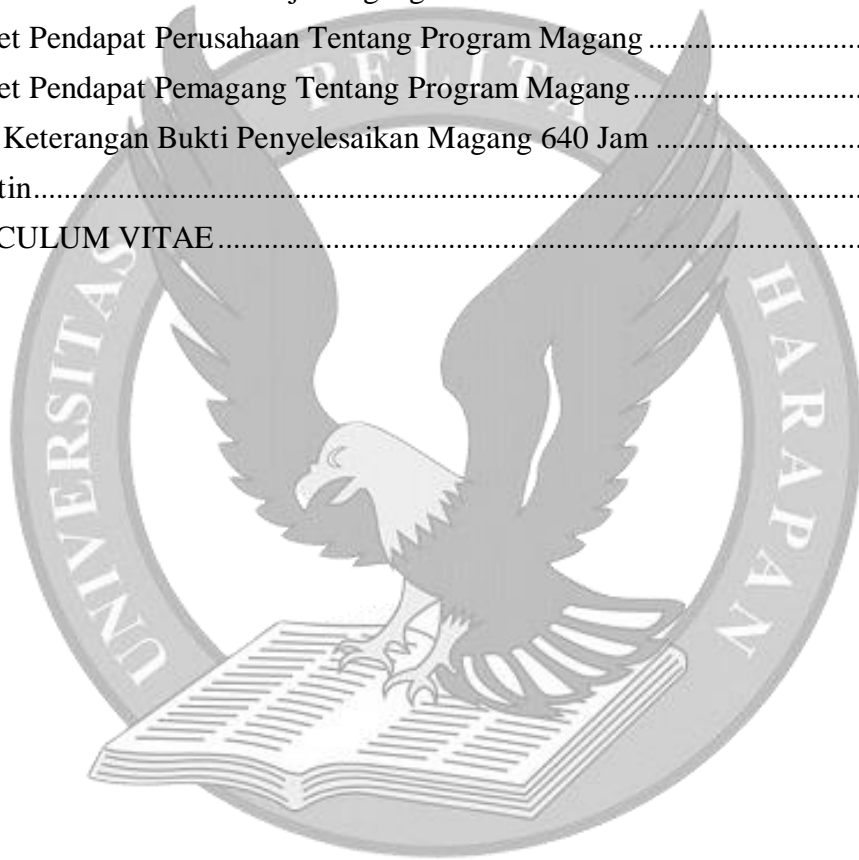 et Pendapat Perusahaan Tentang Program Magang ........................
et Pendapat Pemagang Tentang Program Magang ........................
Keterangan Bukti Penyelesaikan Magang 640 Jam ........................
tin ........................
CULUM VITAE ........................
UNIVERSITAS PELITA HARAPAN